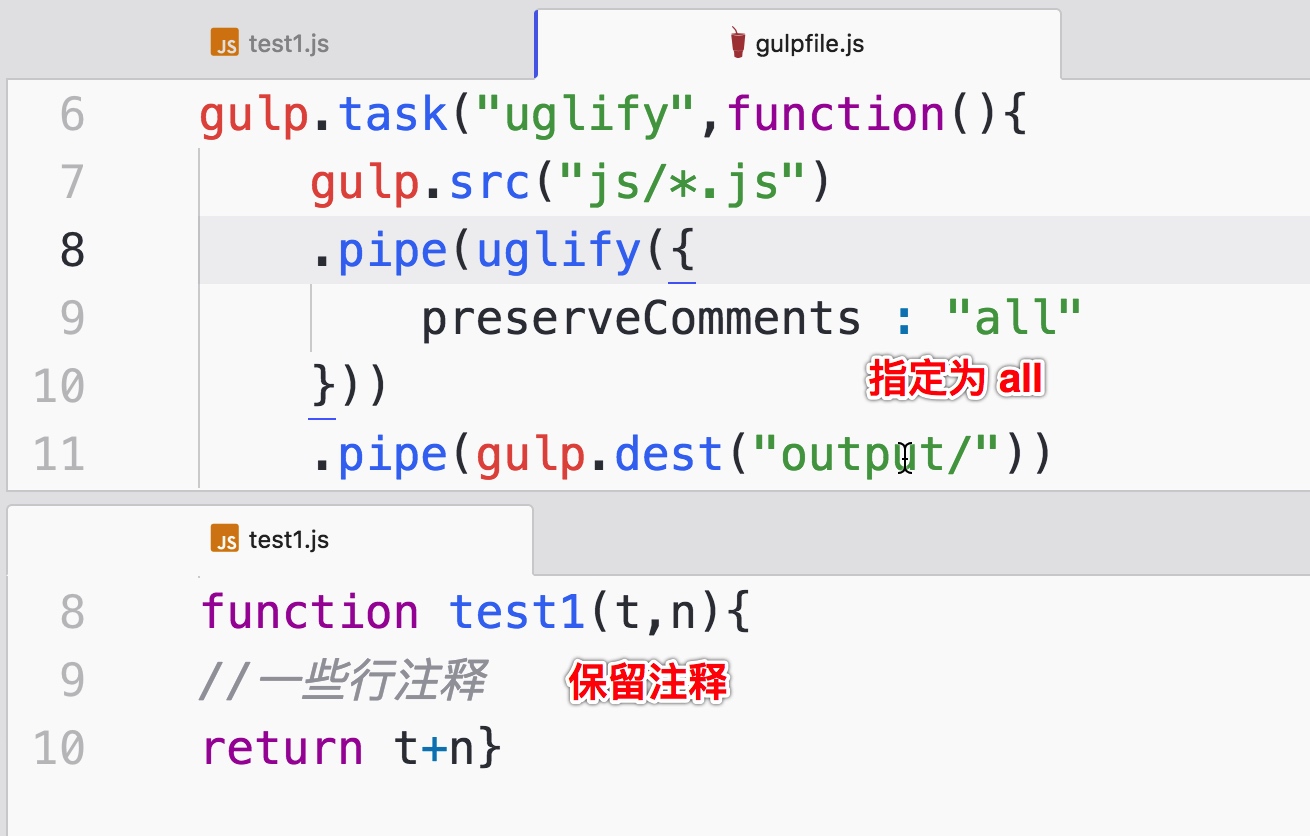 JS test1.js
gulpfile.js
6 gulp.task("uglify",function(){
7 gulp.src("js/*.js")
8 .pipe(uglify({
9 preserveComments : "all"
指定为 all
10 }))
11 .pipe(gulp.dest("output/"))
JS test1.js
8 function test1(t,n){
9 //一些行注释 保留注释
10 return t+n}